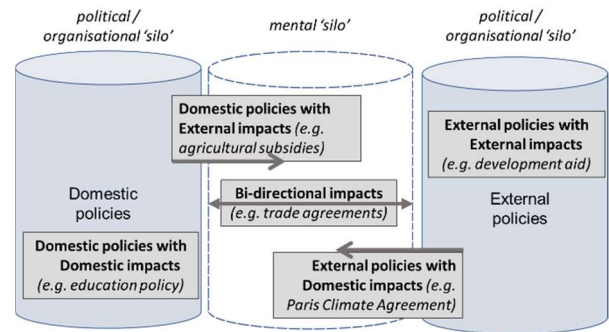 political /
organisational 'silo'
mental 'silo'
political /
organisational 'silo'
Domestic policies with
External impacts (e.g.
agricultural subsidies)
External policies with
External impacts
(e.g. development aid)
Domestic
policies
Bi-directional impacts
(e.g. trade agreements)
External
policies
Domestic policies with
Domestic impacts
(e.g. education policy)
External policies with
Domestic impacts (e.g.
Paris Climate Agreement)